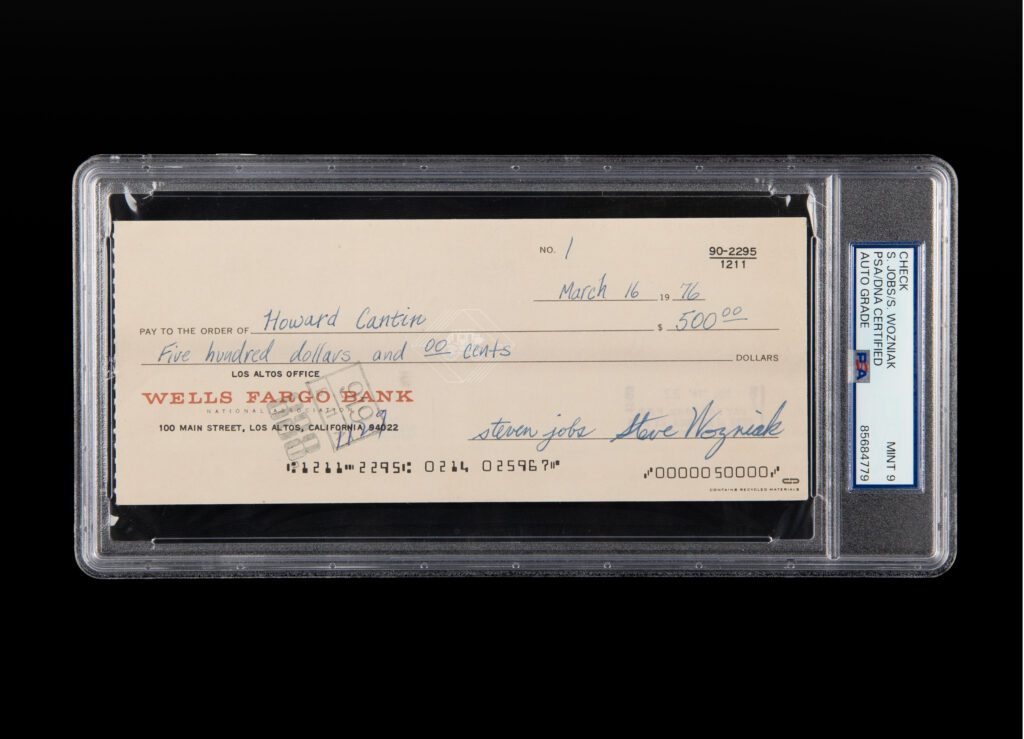 NO. 1
90-2295
1211
March 16 19 76
PAY TO THE ORDER OF Howard Cantin $ 500 00
Five hundred dollars and 00 cents DOLLARS
LOS ALTOS OFFICE
WELLS FARGO BANK
NATIONAL ASSOCIATION
100 MAIN STREET, LOS ALTOS, CALIFORNIA 94022
steven jobs Steve Wozniak
⑆1211⑉2295⑆ 0214 025967⑈ ⑇0000050000⑇
CONTAINS RECYCLED MATERIALS
CHECK
S. JOBS/S. WOZNIAK MINT 9
PSA/DNA CERTIFIED
AUTO GRADE 85684779
PSA